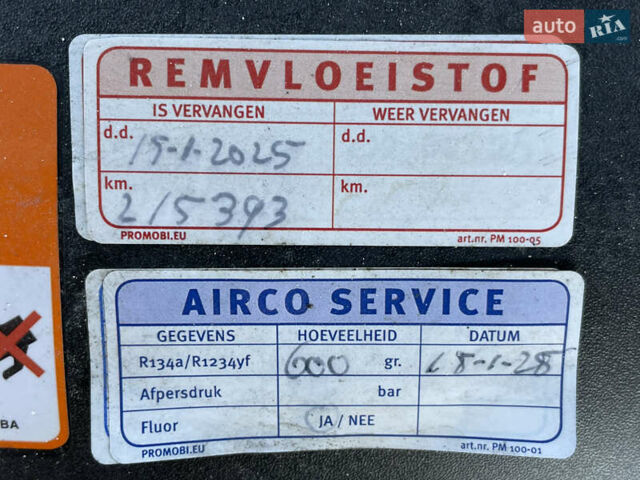 auto RIA.com
REMVLOEISTOF
IS VERVANGEN WEER VERVANGEN
d.d. 15-1-2025 d.d.
km. 215393 km.
PROMOBI.EU art.nr. PM 100-05
AIRCO SERVICE
GEGEVENS HOEVEELHEID DATUM
R134a/R1234yf 600 gr.
Afpersdruk bar
Fluor JA / NEE
PROMOBI.EU art.nr. PM 100-01
BA